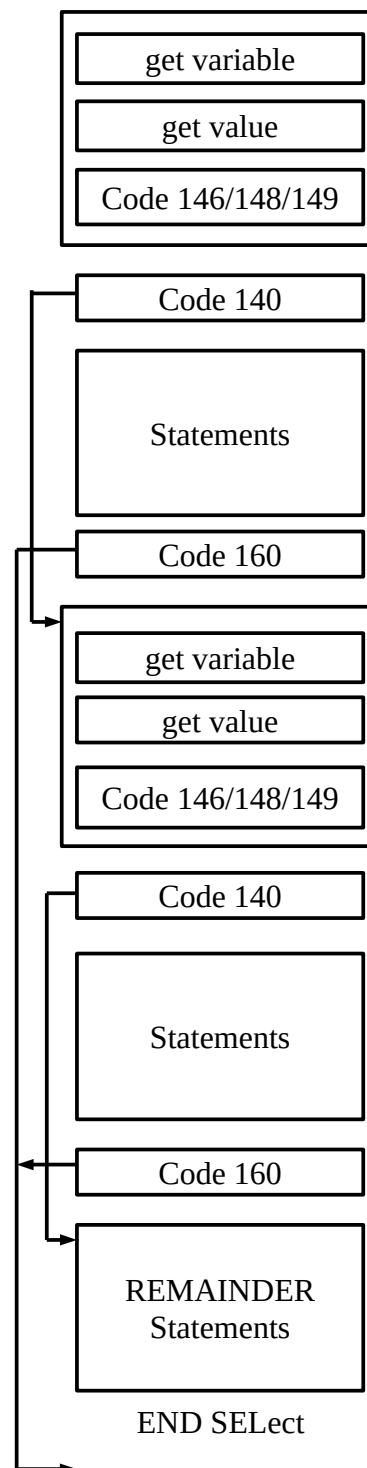 get variable
get value
Code 146/148/149
Code 140
Statements
Code 160
get variable
get value
Code 146/148/149
Code 140
Statements
Code 160
REMAINDER
Statements
END SELect